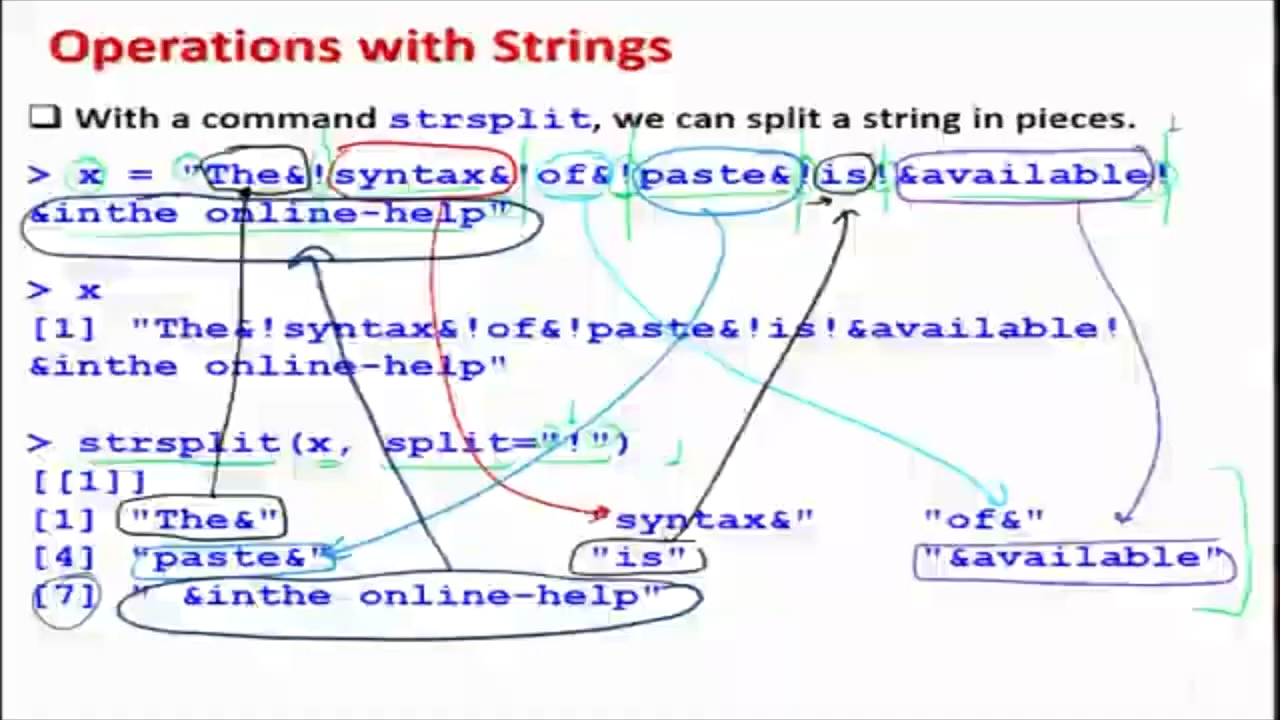 Operations with Strings
With a command strsplit, we can split a string in pieces.
> x = "The&!syntax&!of&!paste&!is!&available!
&inthe online-help"
> x
[1] "The&!syntax&!of&!paste&!is!&available!
&inthe online-help"
> strsplit(x, split="!")
[[1]]
[1] "The&" syntax&" "of&"
[4] "paste&" "is" "&available"
[7] " &inthe online-help"